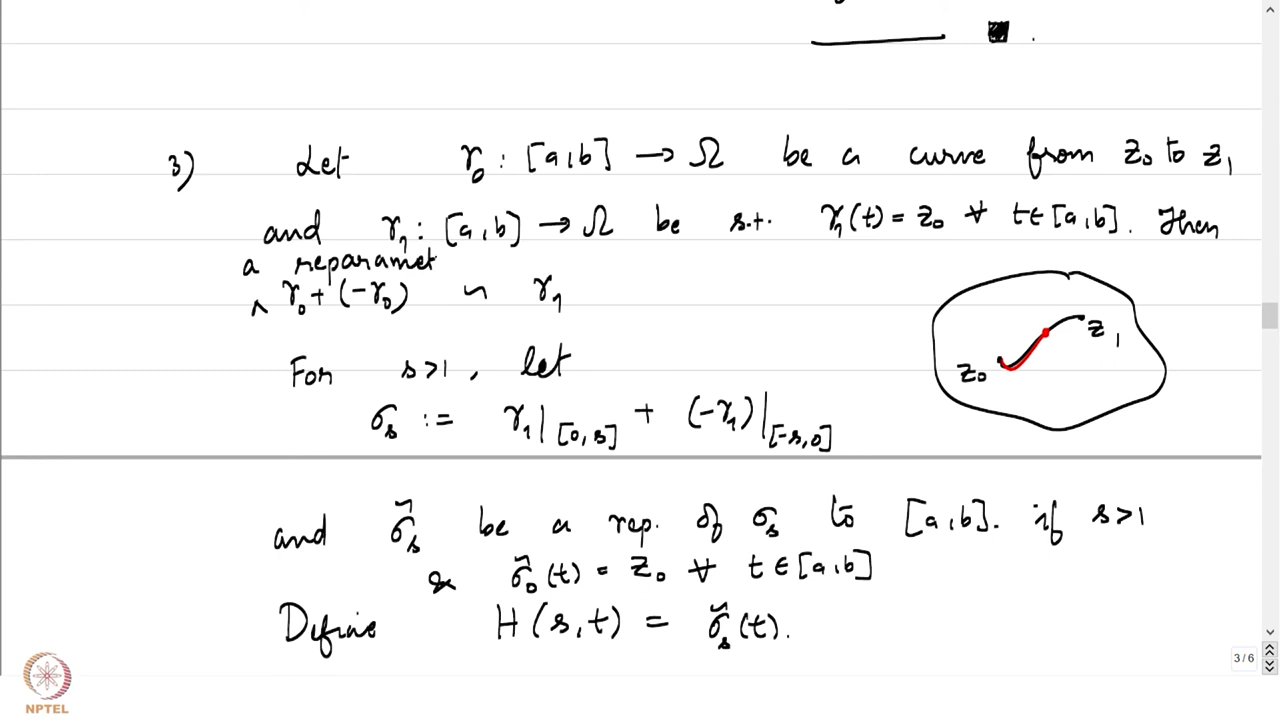 3) Let γ₀ : [a,b] → Ω be a curve from z₀ to z₁
and γ₁ : [a,b] → Ω be s.t. γ₁(t) = z₀ ∀ t∈[a,b]. Then
a reparamet
^ γ₀ + (-γ₀) ~ γ₁
For s>1, let
σₛ := γ₁|[0,s] + (-γ₁)|[-s,0]
z₀ z₁
and σ̃ₛ be a rep. of σₛ to [a,b]. if s>1
& σ̃₀(t) = z₀ ∀ t∈[a,b]
Define H(s,t) = σ̃ₛ(t).
3 / 6
NPTEL